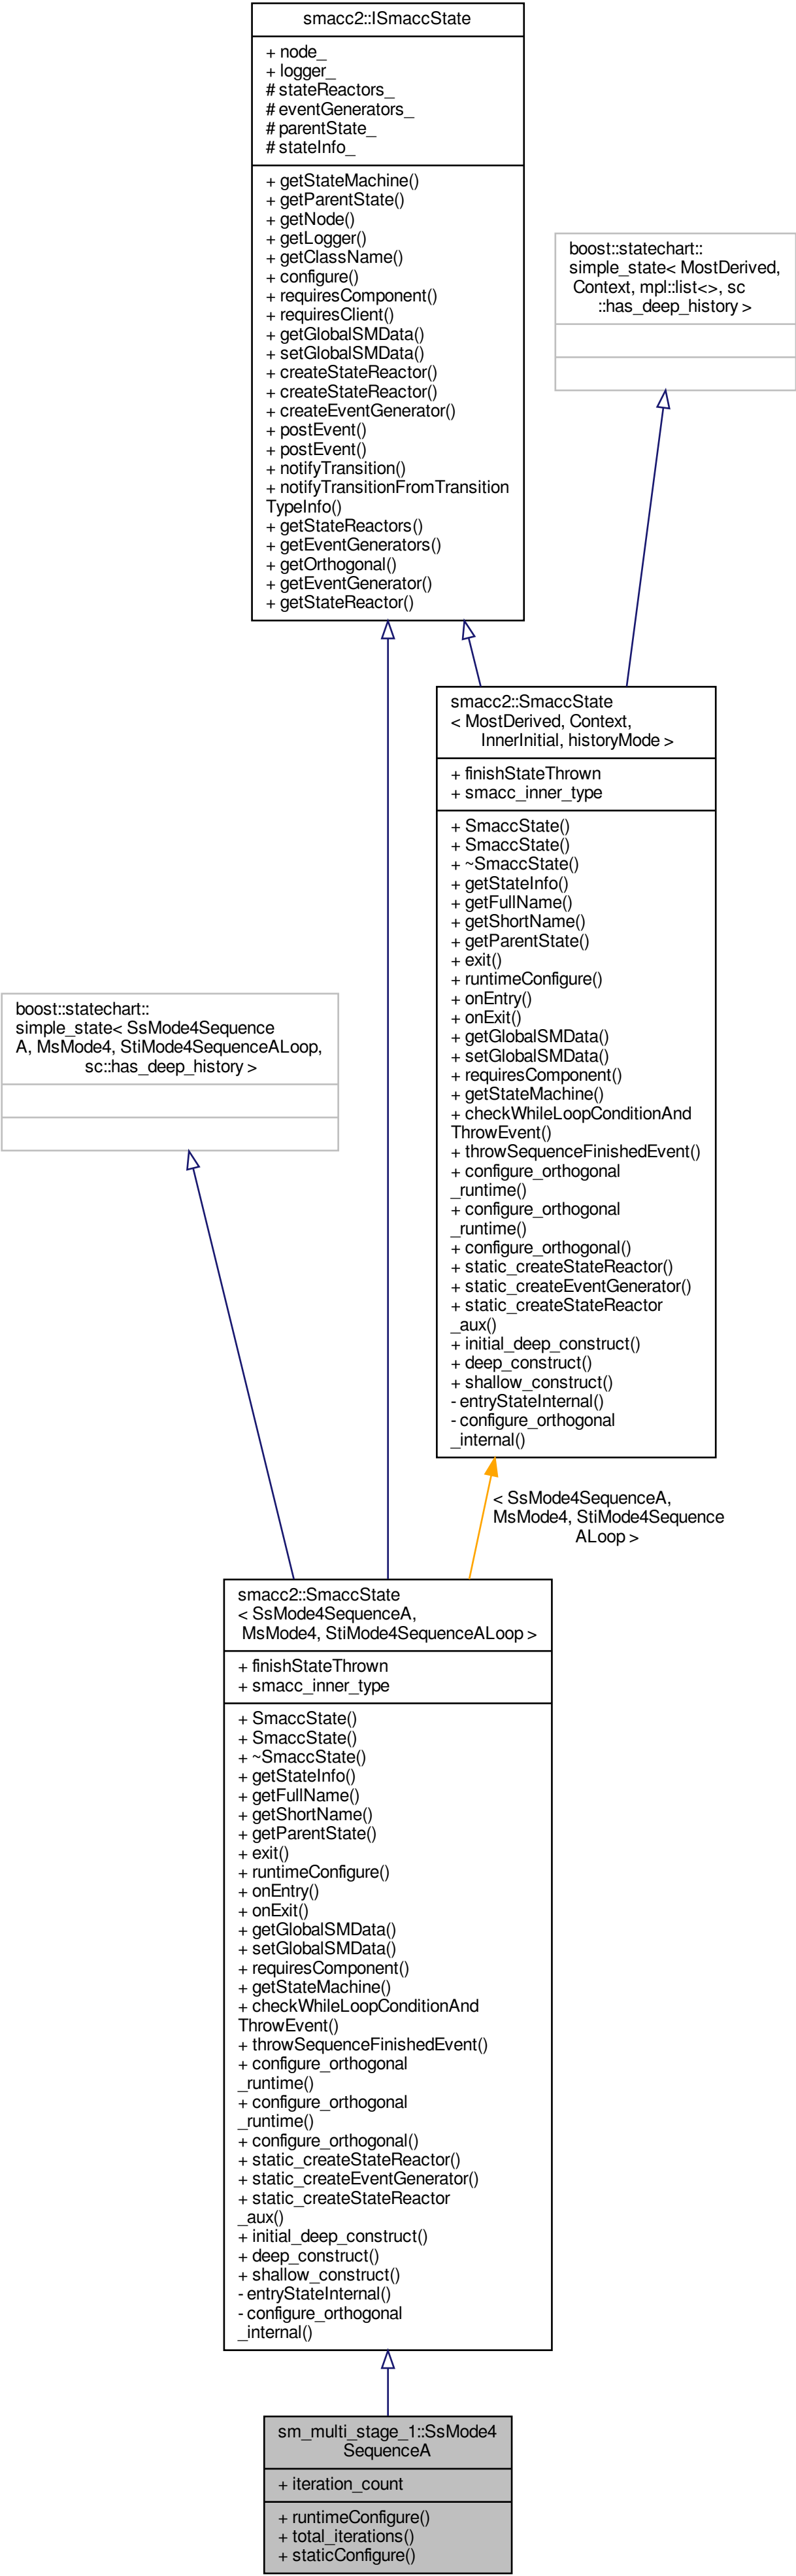 smacc2::ISmaccState
+ node_
+ logger_
# stateReactors_
# eventGenerators_
# parentState_
# stateInfo_
+ getStateMachine()
+ getParentState()
+ getNode()
+ getLogger()
+ getClassName()
+ configure()
+ requiresComponent()
+ requiresClient()
+ getGlobalSMData()
+ setGlobalSMData()
+ createStateReactor()
+ createStateReactor()
+ createEventGenerator()
+ postEvent()
+ postEvent()
+ notifyTransition()
+ notifyTransitionFromTransition
TypeInfo()
+ getStateReactors()
+ getEventGenerators()
+ getOrthogonal()
+ getEventGenerator()
+ getStateReactor()
boost::statechart::
simple_state< MostDerived,
Context, mpl::list<>, sc
::has_deep_history >
smacc2::SmaccState
< MostDerived, Context,
InnerInitial, historyMode >
+ finishStateThrown
+ smacc_inner_type
+ SmaccState()
+ SmaccState()
+ ~SmaccState()
+ getStateInfo()
+ getFullName()
+ getShortName()
+ getParentState()
+ exit()
+ runtimeConfigure()
+ onEntry()
+ onExit()
+ getGlobalSMData()
+ setGlobalSMData()
+ requiresComponent()
+ getStateMachine()
+ checkWhileLoopConditionAnd
ThrowEvent()
+ throwSequenceFinishedEvent()
+ configure_orthogonal
_runtime()
+ configure_orthogonal
_runtime()
+ configure_orthogonal()
+ static_createStateReactor()
+ static_createEventGenerator()
+ static_createStateReactor
_aux()
+ initial_deep_construct()
+ deep_construct()
+ shallow_construct()
- entryStateInternal()
- configure_orthogonal
_internal()
boost::statechart::
simple_state< SsMode4Sequence
A, MsMode4, StiMode4SequenceALoop,
sc::has_deep_history >
< SsMode4SequenceA,
MsMode4, StiMode4Sequence
ALoop >
smacc2::SmaccState
< SsMode4SequenceA,
MsMode4, StiMode4SequenceALoop >
+ finishStateThrown
+ smacc_inner_type
+ SmaccState()
+ SmaccState()
+ ~SmaccState()
+ getStateInfo()
+ getFullName()
+ getShortName()
+ getParentState()
+ exit()
+ runtimeConfigure()
+ onEntry()
+ onExit()
+ getGlobalSMData()
+ setGlobalSMData()
+ requiresComponent()
+ getStateMachine()
+ checkWhileLoopConditionAnd
ThrowEvent()
+ throwSequenceFinishedEvent()
+ configure_orthogonal
_runtime()
+ configure_orthogonal
_runtime()
+ configure_orthogonal()
+ static_createStateReactor()
+ static_createEventGenerator()
+ static_createStateReactor
_aux()
+ initial_deep_construct()
+ deep_construct()
+ shallow_construct()
- entryStateInternal()
- configure_orthogonal
_internal()
sm_multi_stage_1::SsMode4
SequenceA
+ iteration_count
+ runtimeConfigure()
+ total_iterations()
+ staticConfigure()